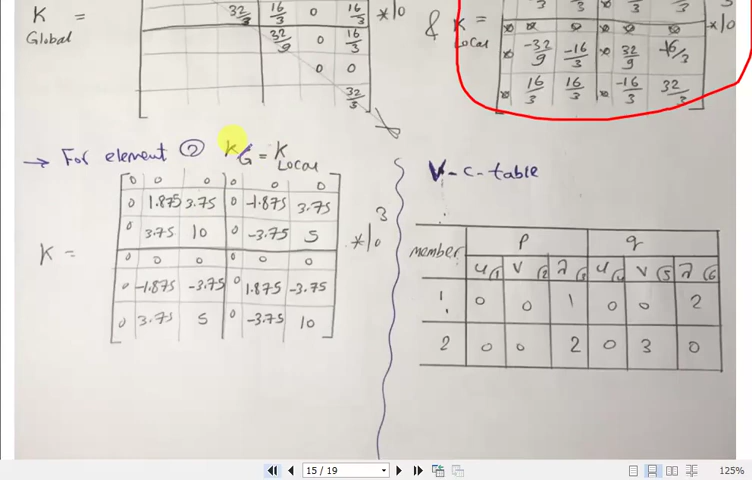 K = Global
32/3 16/3 0 16/3 *10
32/9 0 16/3
0 0
32/3
& K = Local
*10
-32/9 -16/3 32/9 -16/3
16/3 16/3 -16/3 32/3
→ For element ② KG = K Local
K =
0 0 0 0 0 0
0 1.875 3.75 0 -1.875 3.75
0 3.75 10 0 -3.75 5
0 0 0 0 0 0
0 -1.875 -3.75 0 1.875 -3.75
0 3.75 5 0 -3.75 10
*10³
V-c-table
member P q
u(1) v(2) λ(3) u(4) v(5) λ(6)
1 0 0 1 0 0 2
2 0 0 2 0 3 0
15 / 19
125%